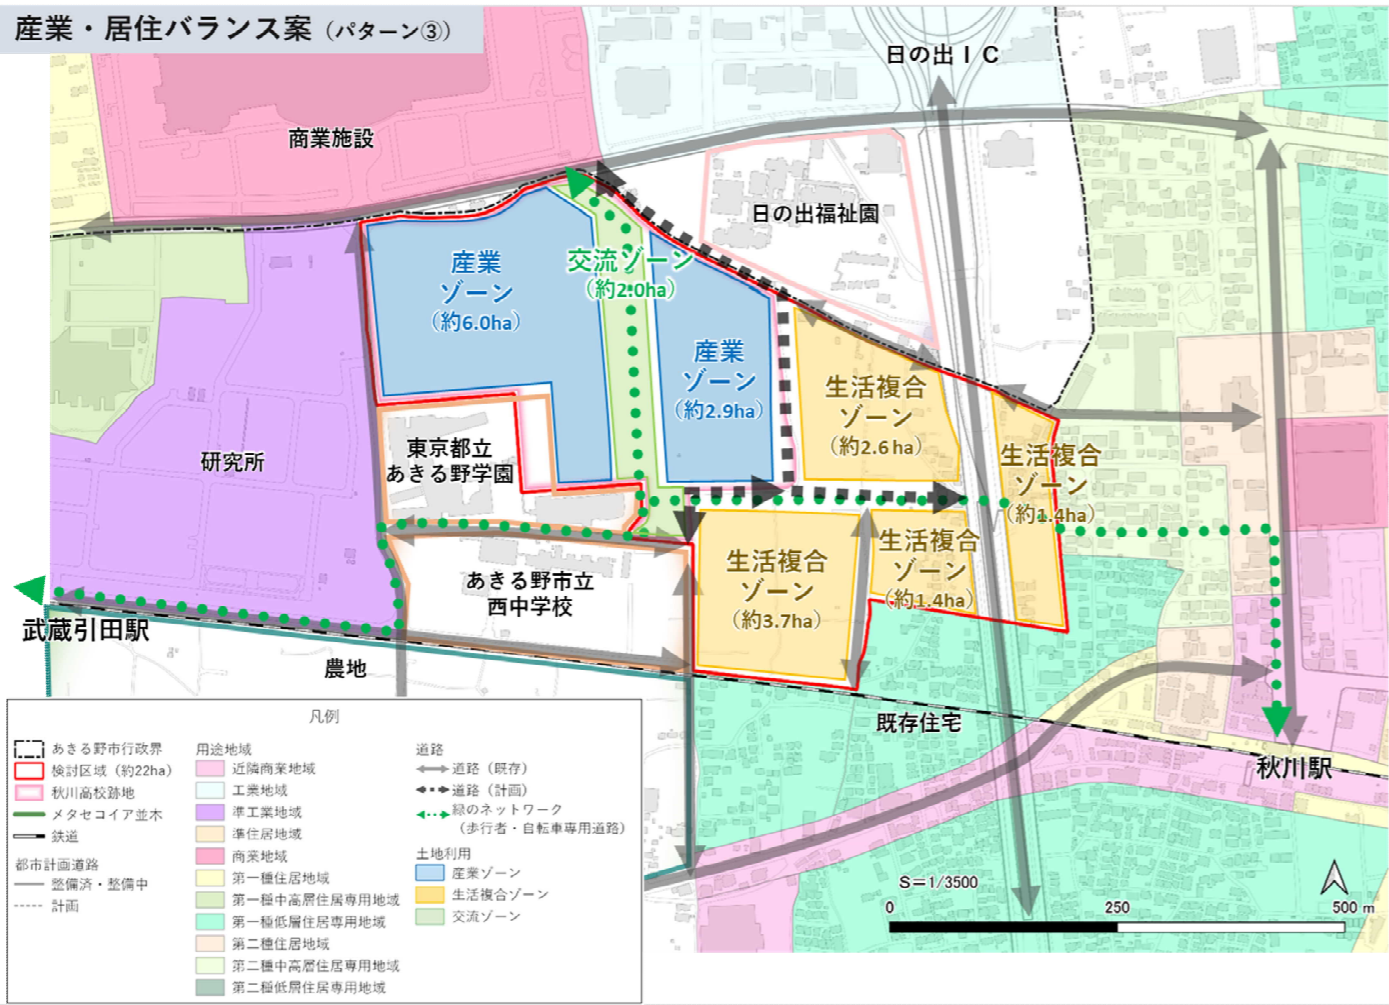 産業・居住バランス案（パターン③）
日の出ＩＣ
商業施設
日の出福祉園
産業
ゾーン
（約6.0ha）
交流ゾーン
（約2.0ha）
産業
ゾーン
（約2.9ha）
生活複合
ゾーン
（約2.6 ha）
生活複合
ゾーン
（約1.4ha）
東京都立
あきる野学園
研究所
生活複合
ゾーン
（約3.7ha）
生活複合
ゾーン
（約1.4ha）
あきる野市立
西中学校
武蔵引田駅
農地
既存住宅
秋川駅
凡例
あきる野市行政界
検討区域（約22ha）
秋川高校跡地
メタセコイア並木
鉄道
都市計画道路
整備済・整備中
計画
用途地域
近隣商業地域
工業地域
準工業地域
準住居地域
商業地域
第一種住居地域
第一種中高層住居専用地域
第一種低層住居専用地域
第二種住居地域
第二種中高層住居専用地域
第二種低層住居専用地域
道路
道路（既存）
道路（計画）
緑のネットワーク
（歩行者・自転車専用道路）
土地利用
産業ゾーン
生活複合ゾーン
交流ゾーン
S=1/3500
0 250 500 m